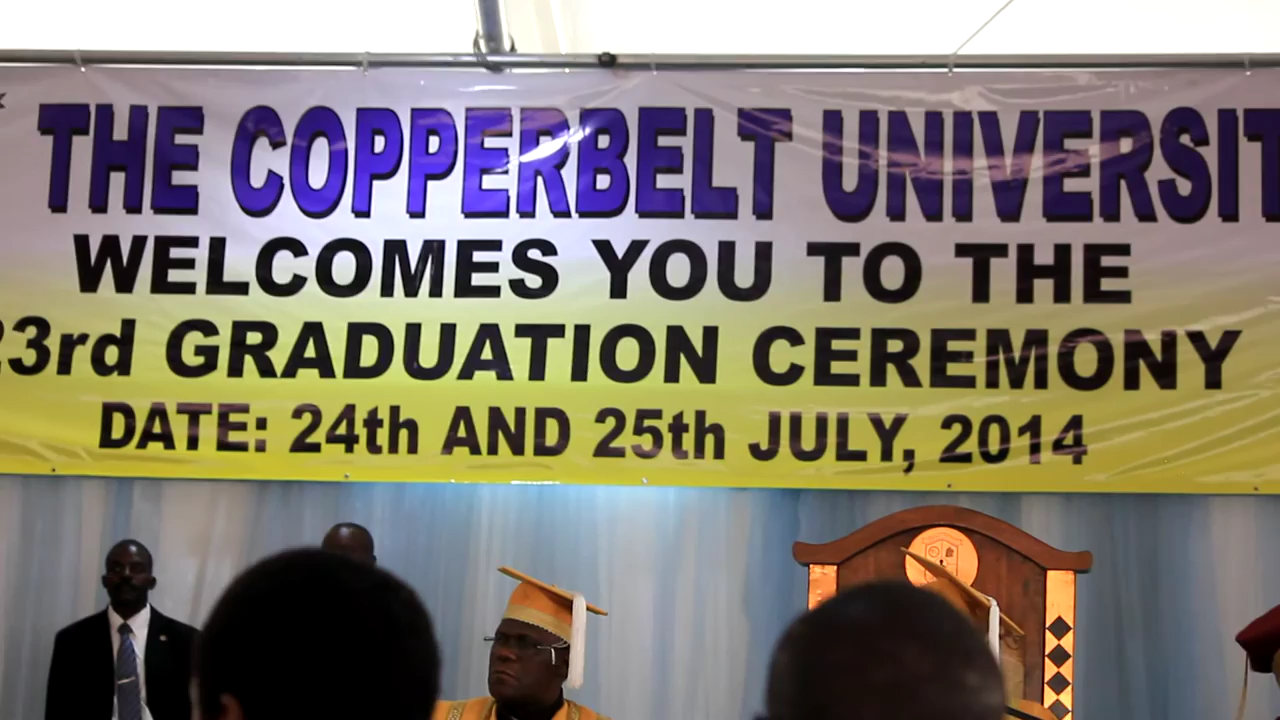 THE COPPERBELT UNIVERSIT
WELCOMES YOU TO THE
23rd GRADUATION CEREMONY
DATE: 24th AND 25th JULY, 2014